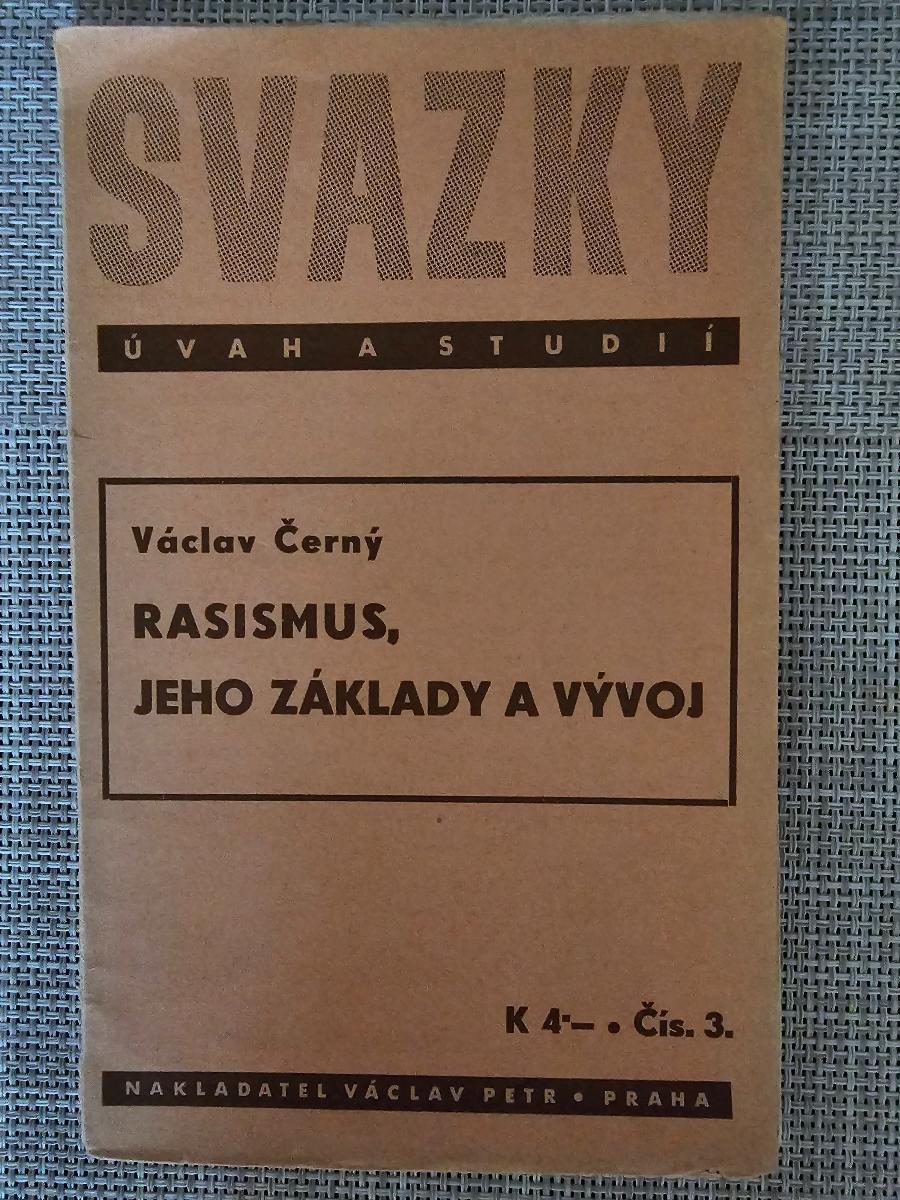 SVAZKY
ÚVAH A STUDIÍ
Václav Černý
RASISMUS,
JEHO ZÁKLADY A VÝVOJ
K 4·— • Čís. 3.
NAKLADATEL VÁCLAV PETR • PRAHA